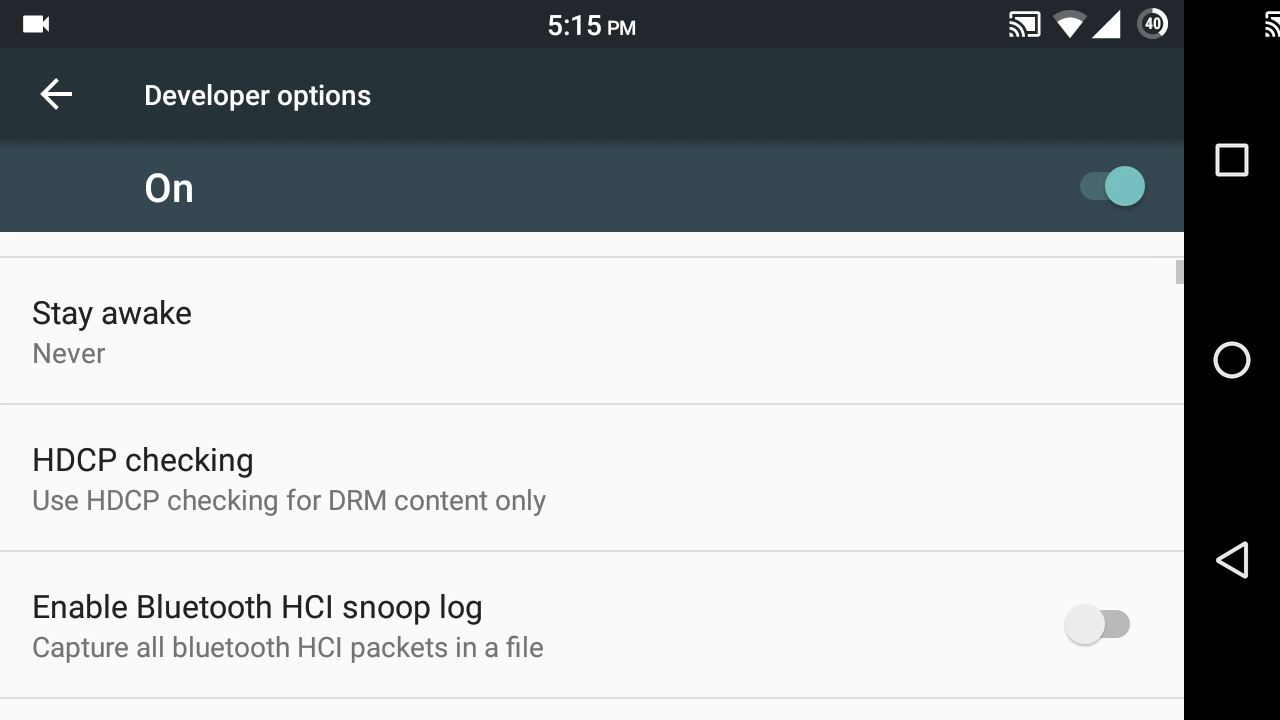 5:15 PM
40
Developer options
On
Stay awake
Never
HDCP checking
Use HDCP checking for DRM content only
Enable Bluetooth HCI snoop log
Capture all bluetooth HCI packets in a file